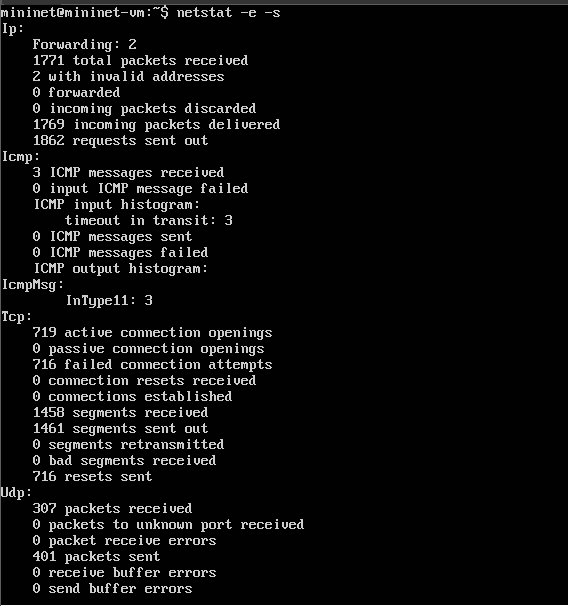 mininet@mininet-vm:~$ netstat -e -s
Ip:
    Forwarding: 2
    1771 total packets received
    2 with invalid addresses
    0 forwarded
    0 incoming packets discarded
    1769 incoming packets delivered
    1862 requests sent out
Icmp:
    3 ICMP messages received
    0 input ICMP message failed
    ICMP input histogram:
        timeout in transit: 3
    0 ICMP messages sent
    0 ICMP messages failed
    ICMP output histogram:
IcmpMsg:
        InType11: 3
Tcp:
    719 active connection openings
    0 passive connection openings
    716 failed connection attempts
    0 connection resets received
    0 connections established
    1458 segments received
    1461 segments sent out
    0 segments retransmitted
    0 bad segments received
    716 resets sent
Udp:
    307 packets received
    0 packets to unknown port received
    0 packet receive errors
    401 packets sent
    0 receive buffer errors
    0 send buffer errors